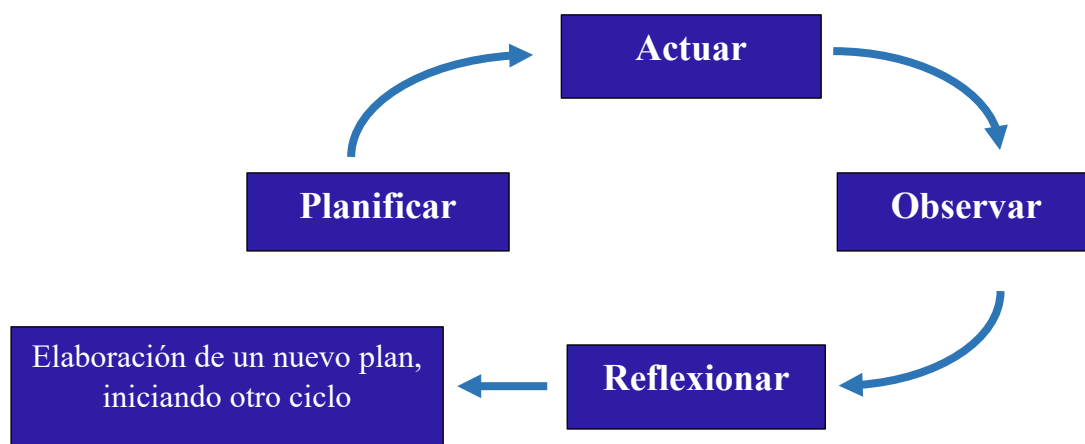 Actuar
Planificar
Observar
Reflexionar
Elaboración de un nuevo plan,
iniciando otro ciclo